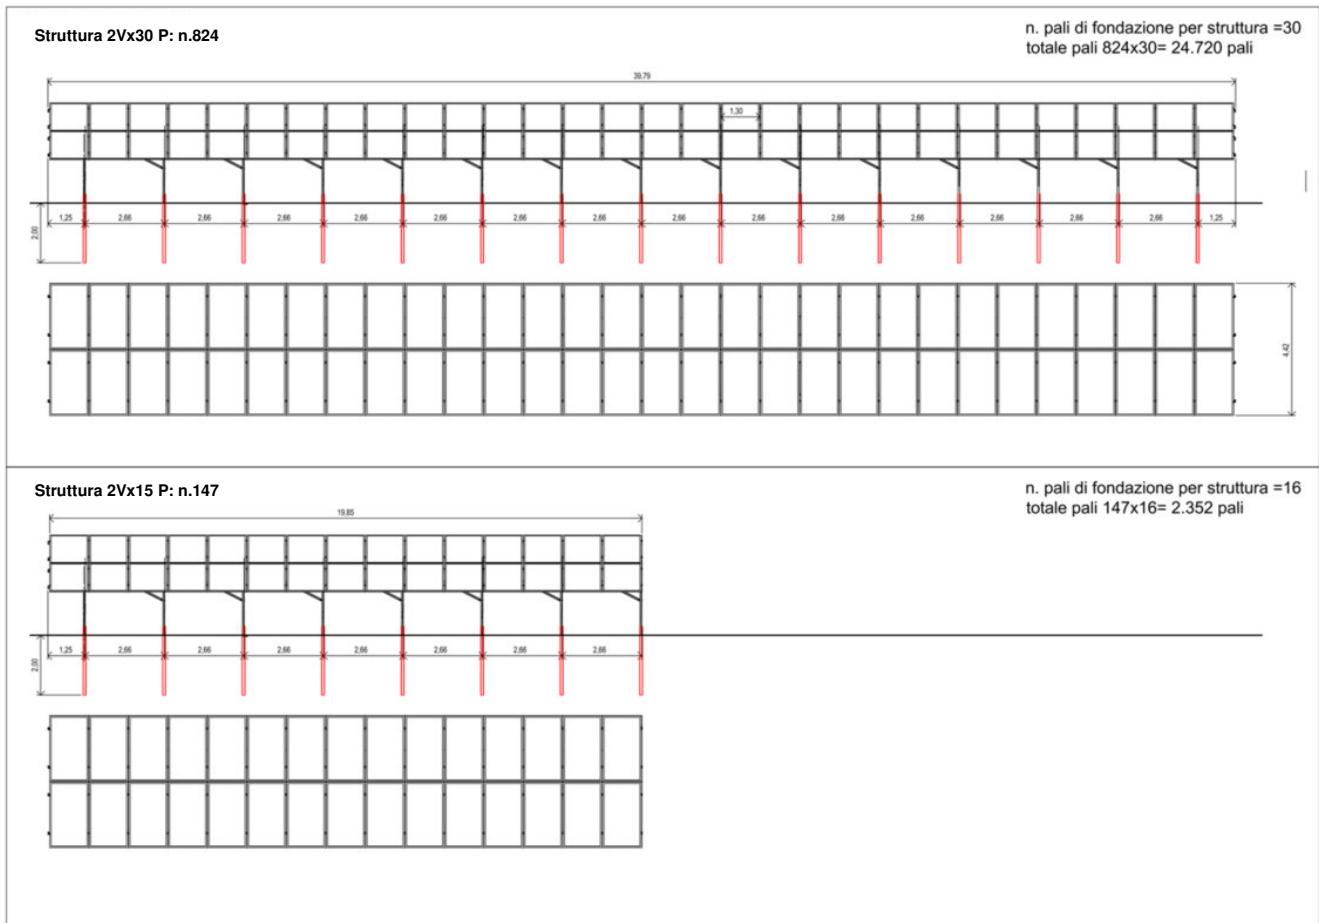 Struttura 2Vx30 P: n.824
n. pali di fondazione per struttura =30
totale pali 824x30= 24.720 pali
39,79
1,30
1,25 2,66 2,66 2,66 2,66 2,66 2,66 2,66 2,66 2,66 2,66 2,66 2,66 2,66 2,66 1,25
2,00
4,42
Struttura 2Vx15 P: n.147
n. pali di fondazione per struttura =16
totale pali 147x16= 2.352 pali
19,85
1,25 2,66 2,66 2,66 2,66 2,66 2,66 2,66
2,00